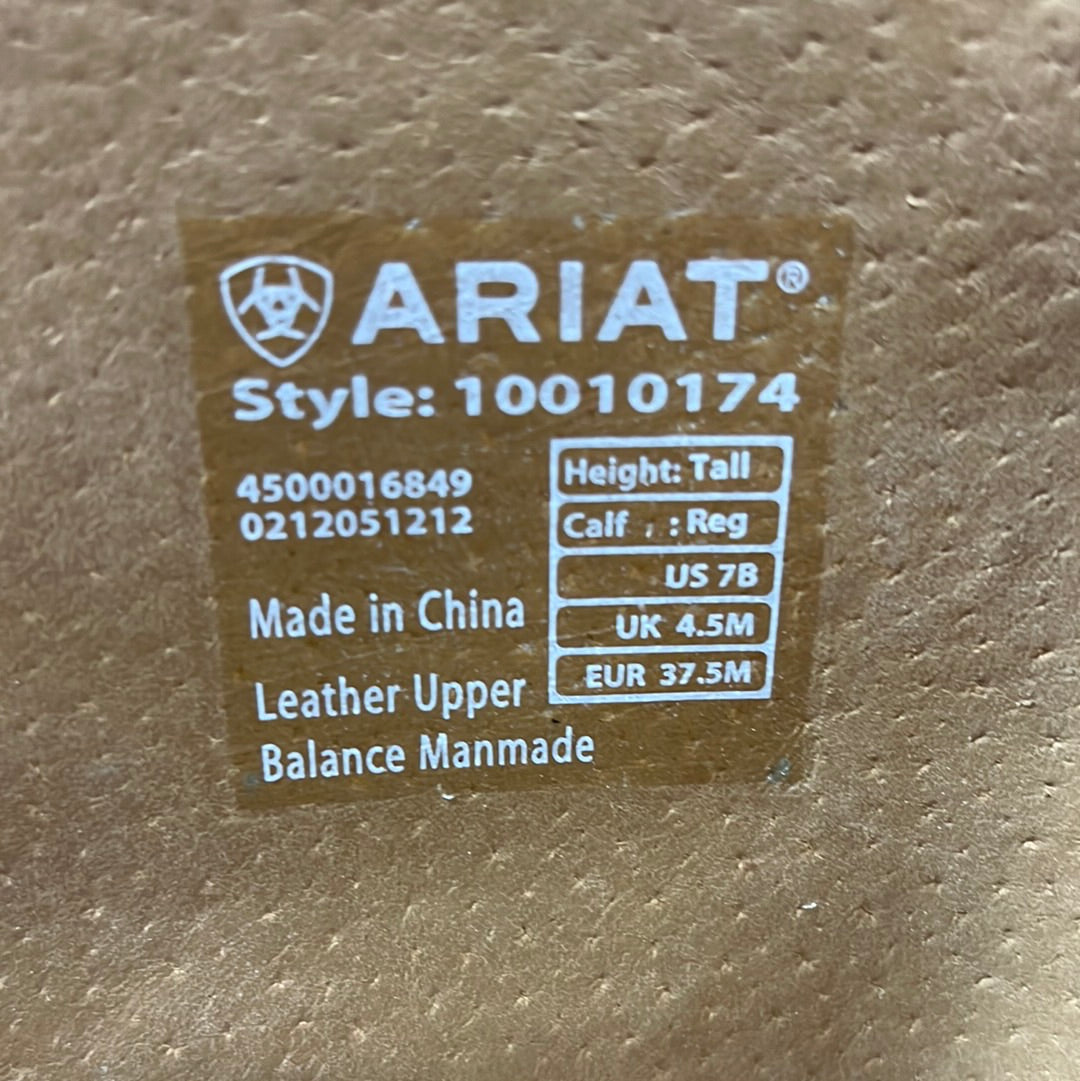 ARIAT®
Style: 10010174
4500016849
0212051212
Made in China
Leather Upper
Balance Manmade
Height: Tall
Calf : Reg
US 7B
UK 4.5M
EUR 37.5M